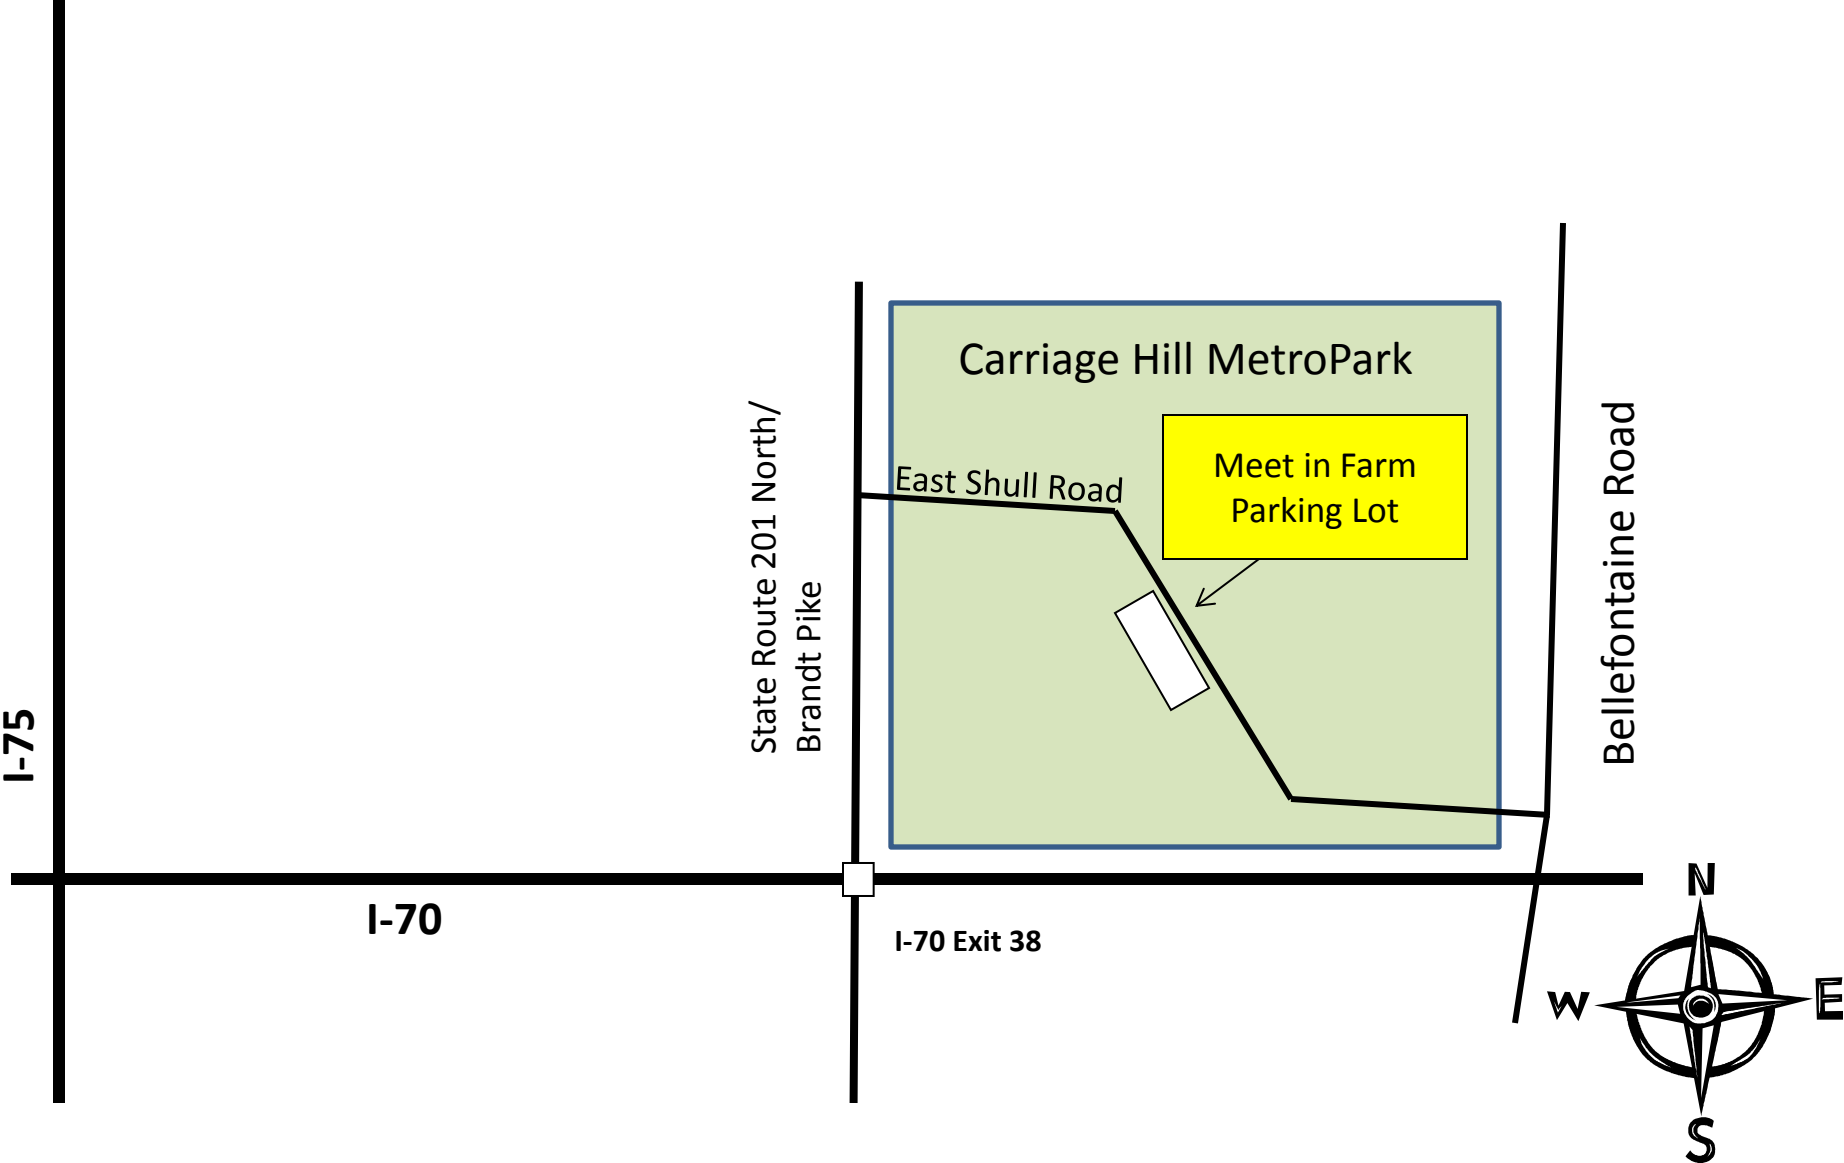 Carriage Hill MetroPark
Meet in Farm
Parking Lot
East Shull Road
State Route 201 North/
Brandt Pike
Bellefontaine Road
I-75
I-70
I-70 Exit 38
N
W
E
S